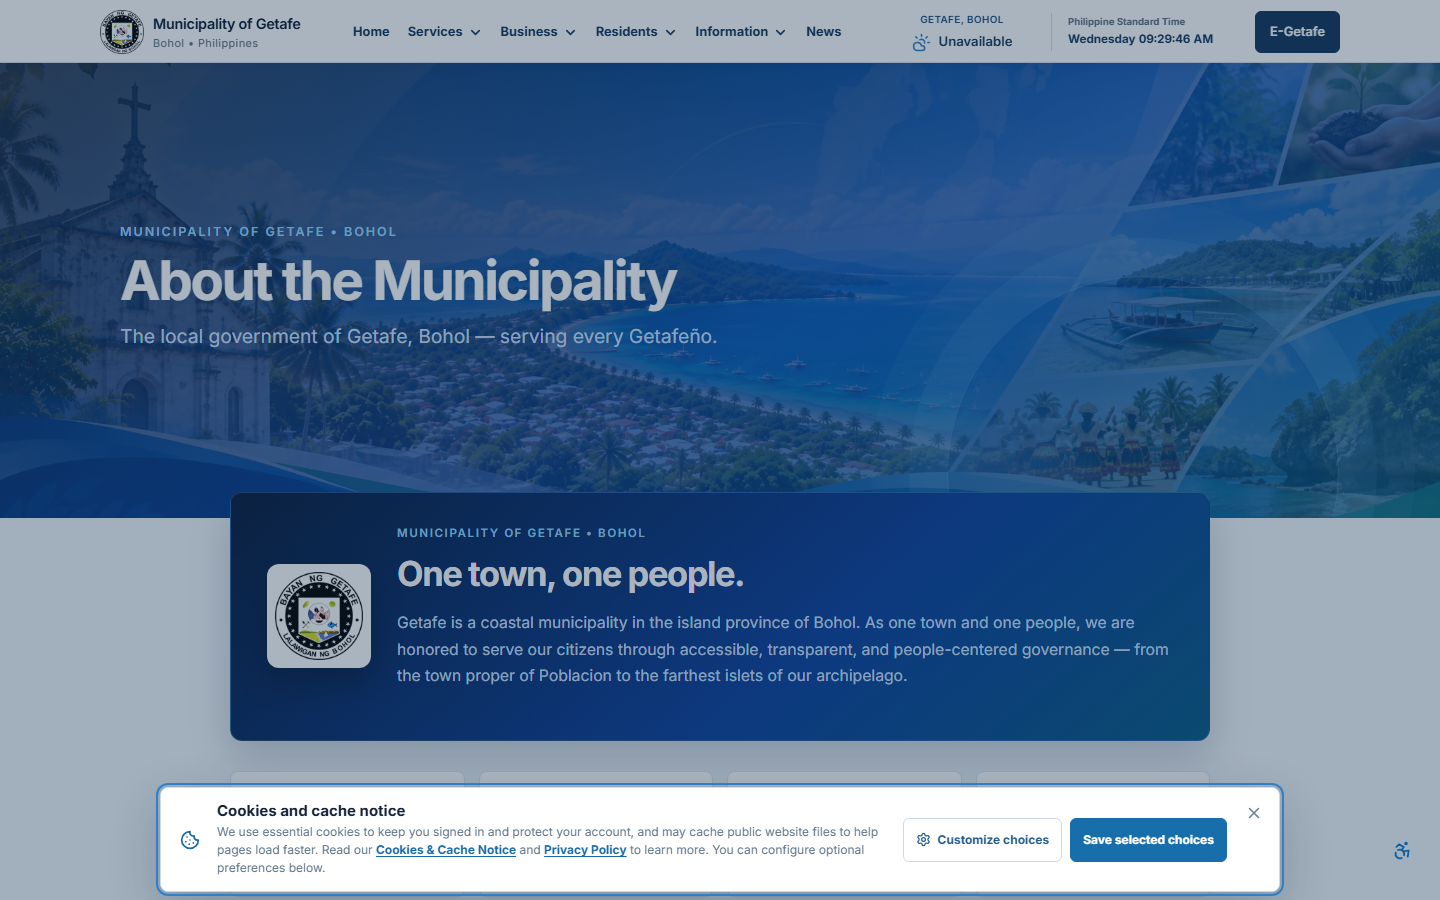 Municipality of Getafe
Bohol • Philippines
Home
Services
Business
Residents
Information
News
GETAFE, BOHOL
Unavailable
Philippine Standard Time
Wednesday 09:29:46 AM
E-Getafe
MUNICIPALITY OF GETAFE • BOHOL
About the Municipality
The local government of Getafe, Bohol — serving every Getafeño.
BAYAN NG GETAFE
LALAWIGAN NG BOHOL
MUNICIPALITY OF GETAFE • BOHOL
One town, one people.
Getafe is a coastal municipality in the island province of Bohol. As one town and one people, we are
honored to serve our citizens through accessible, transparent, and people-centered governance — from
the town proper of Poblacion to the farthest islets of our archipelago.
Cookies and cache notice
We use essential cookies to keep you signed in and protect your account, and may cache public website files to help
pages load faster. Read our Cookies & Cache Notice and Privacy Policy to learn more. You can configure optional
preferences below.
Customize choices
Save selected choices